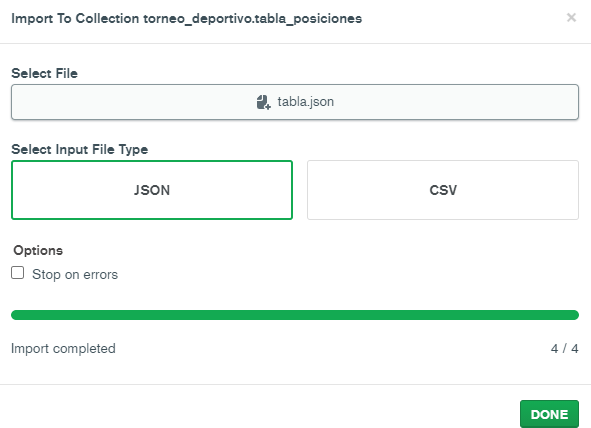 Import To Collection torneo_deportivo.tabla_posiciones ×
Select File
tabla.json
Select Input File Type
JSON CSV
Options
Stop on errors
Import completed 4 / 4
DONE